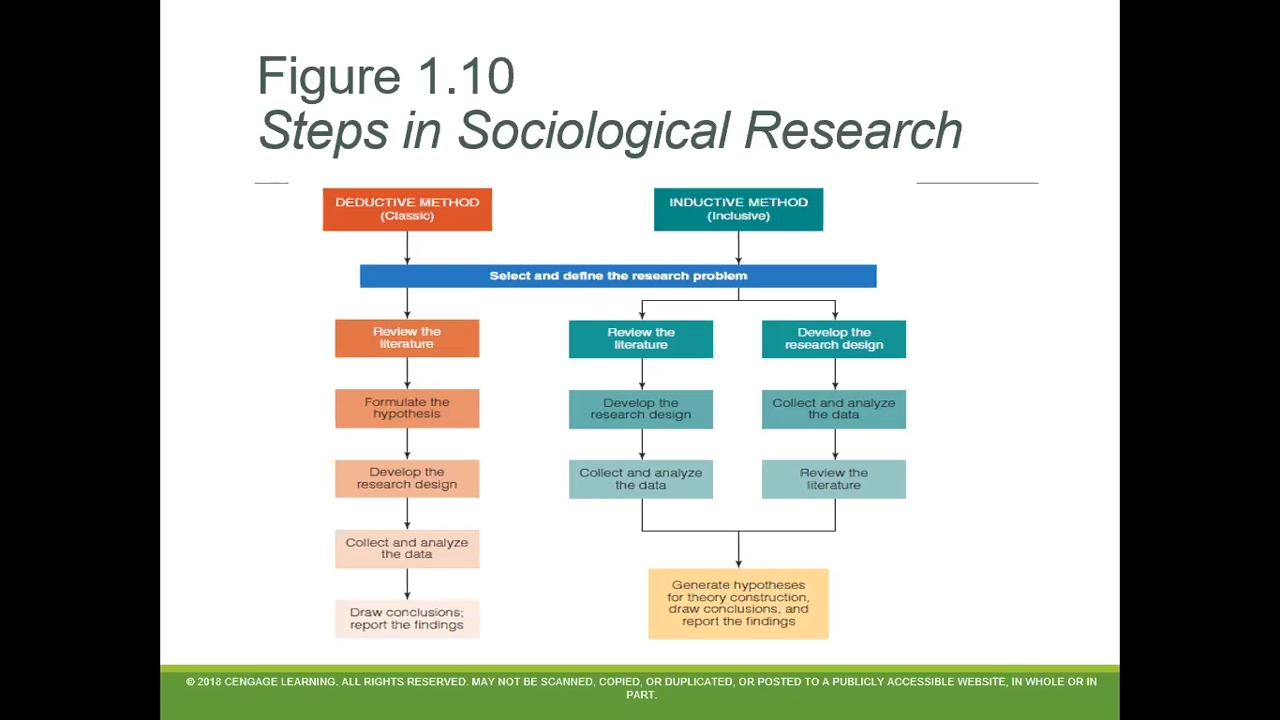 Figure 1.10
Steps in Sociological Research
DEDUCTIVE METHOD
(Classic)
INDUCTIVE METHOD
(Inclusive)
Select and define the research problem
Review the
literature
Formulate the
hypothesis
Develop the
research design
Collect and analyze
the data
Draw conclusions;
report the findings
Review the
literature
Develop the
research design
Collect and analyze
the data
Develop the
research design
Collect and analyze
the data
Review the
literature
Generate hypotheses
for theory construction,
draw conclusions, and
report the findings
© 2018 CENGAGE LEARNING. ALL RIGHTS RESERVED. MAY NOT BE SCANNED, COPIED, OR DUPLICATED, OR POSTED TO A PUBLICLY ACCESSIBLE WEBSITE, IN WHOLE OR IN
PART.